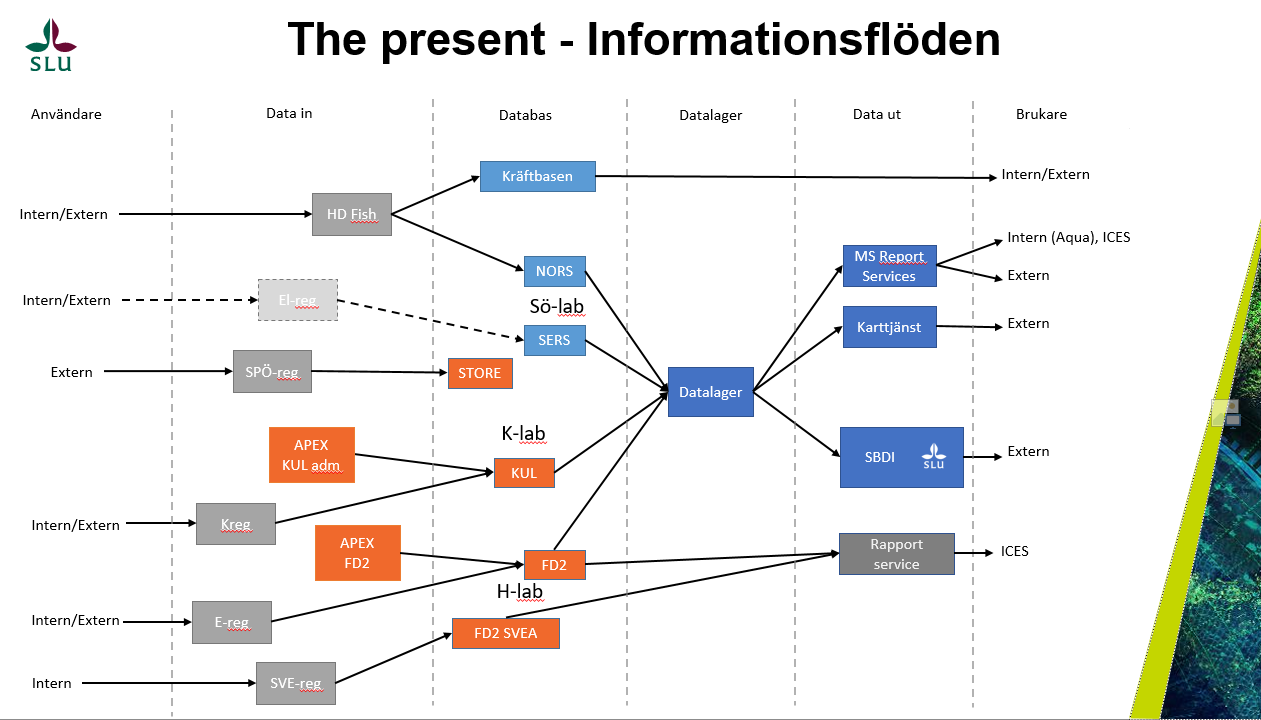 SLU
The present - Informationsflöden
Användare
Data in
Databas
Datalager
Data ut
Brukare
Kräftbasen
Intern/Extern
Intern/Extern
HD Fish
Intern (Aqua), ICES
MS Report
Services
NORS
Extern
Intern/Extern
El-reg
Sö-lab
Karttjänst
Extern
SERS
Extern
SPÖ-reg
STORE
Datalager
K-lab
APEX
KUL adm
KUL
SBDI
SLU
Extern
Intern/Extern
Kreg
APEX
FD2
FD2
Rapport
service
ICES
H-lab
Intern/Extern
E-reg
FD2 SVEA
Intern
SVE-reg